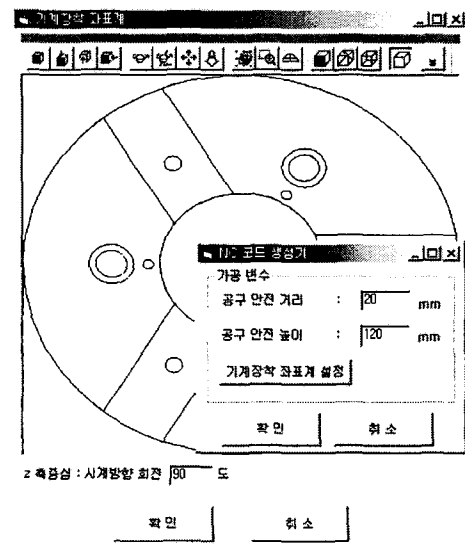 기계장착 좌표계
NC 코드 생성기
가공 변수
공구 안전 거리 : 20 mm
공구 안전 높이 : 120 mm
기계장착 좌표계 설정
확인 취소
z 축중심 : 시계방향 회전 90 도
확인 취소